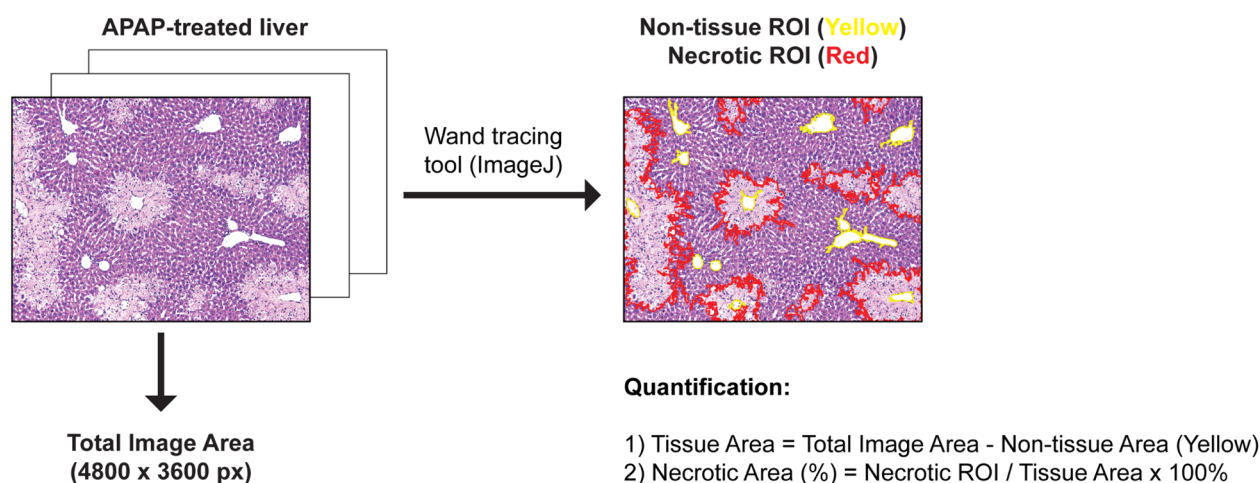 APAP-treated liver
Non-tissue ROI (Yellow)
Necrotic ROI (Red)
Wand tracing
tool (ImageJ)
Total Image Area
(4800 x 3600 px)
Quantification:
1) Tissue Area = Total Image Area - Non-tissue Area (Yellow)
2) Necrotic Area (%) = Necrotic ROI / Tissue Area x 100%